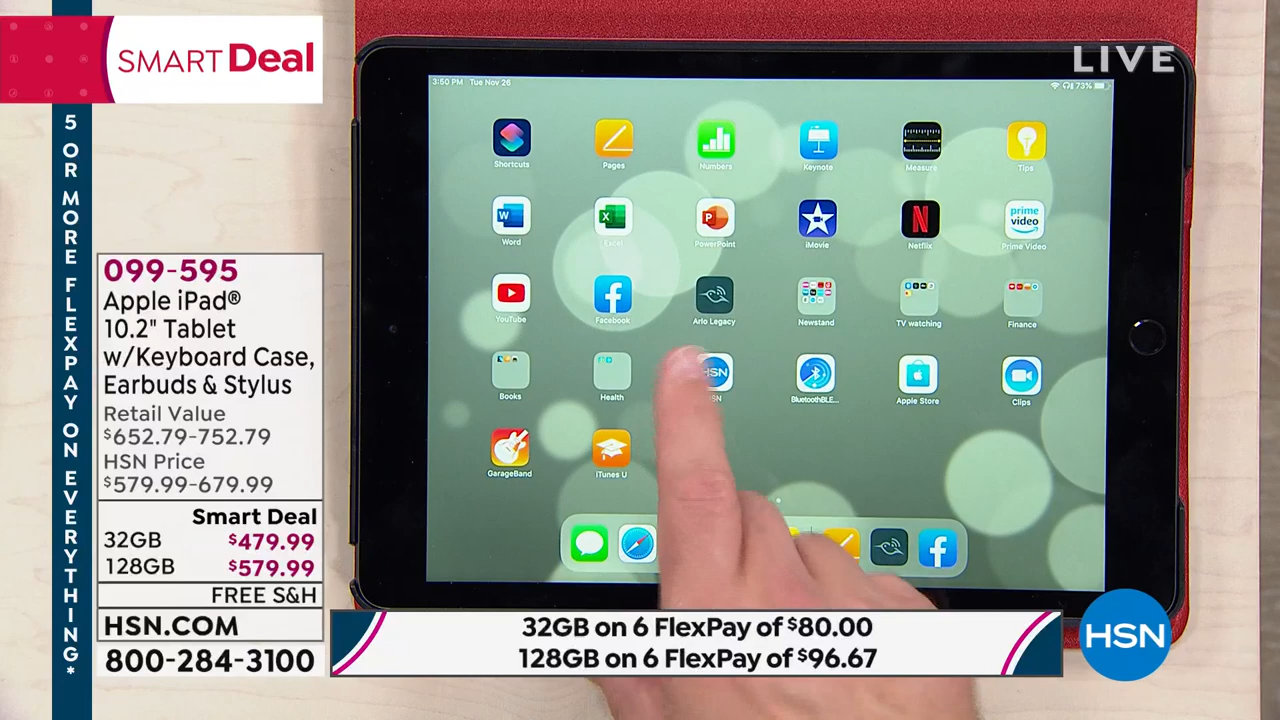 SMART Deal
LIVE
5 OR MORE FLEXPAY ON EVERYTHING*
099-595
Apple iPad®
10.2" Tablet
w/Keyboard Case,
Earbuds & Stylus
Retail Value
$652.79-752.79
HSN Price
$579.99-679.99
Smart Deal
32GB $479.99
128GB $579.99
FREE S&H
HSN.COM
800-284-3100
3:50 PM Tue Nov 26
73%
Shortcuts
Pages
Numbers
Keynote
Measure
Tips
prime video
Word
Excel
PowerPoint
iMovie
Netflix
Prime Video
YouTube
Facebook
Arlo Legacy
Newstand
TV watching
Finance
HSN
Books
Health
BluetoothBLE...
Apple Store
Clips
GarageBand
iTunes U
32GB on 6 FlexPay of $80.00
128GB on 6 FlexPay of $96.67
HSN